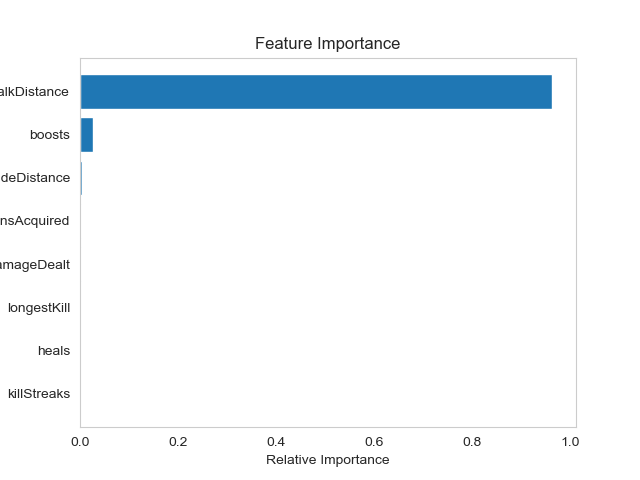 Feature Importance
alkDistance
boosts
deDistance
nsAcquired
amageDealt
longestKill
heals
killStreaks
0.0 0.2 0.4 0.6 0.8 1.0
Relative Importance